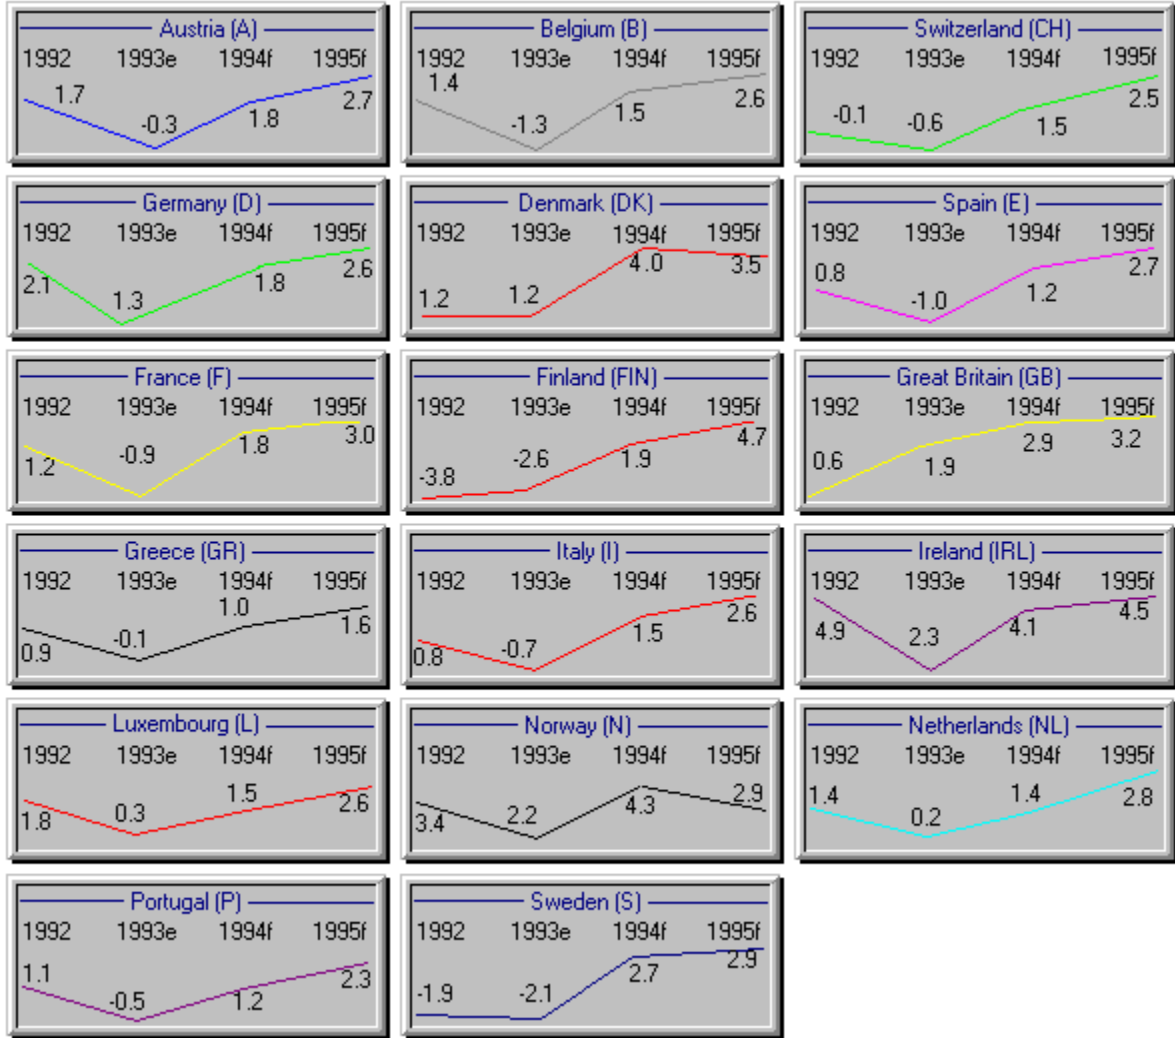 Austria (A)
1992 1993e 1994f 1995f
1.7 -0.3 1.8 2.7
Belgium (B)
1992 1993e 1994f 1995f
1.4 -1.3 1.5 2.6
Switzerland (CH)
1992 1993e 1994f 1995f
-0.1 -0.6 1.5 2.5
Germany (D)
1992 1993e 1994f 1995f
2.1 1.3 1.8 2.6
Denmark (DK)
1992 1993e 1994f 1995f
1.2 1.2 4.0 3.5
Spain (E)
1992 1993e 1994f 1995f
0.8 -1.0 1.2 2.7
France (F)
1992 1993e 1994f 1995f
1.2 -0.9 1.8 3.0
Finland (FIN)
1992 1993e 1994f 1995f
-3.8 -2.6 1.9 4.7
Great Britain (GB)
1992 1993e 1994f 1995f
0.6 1.9 2.9 3.2
Greece (GR)
1992 1993e 1994f 1995f
0.9 -0.1 1.0 1.6
Italy (I)
1992 1993e 1994f 1995f
0.8 -0.7 1.5 2.6
Ireland (IRL)
1992 1993e 1994f 1995f
4.9 2.3 4.1 4.5
Luxembourg (L)
1992 1993e 1994f 1995f
1.8 0.3 1.5 2.6
Norway (N)
1992 1993e 1994f 1995f
3.4 2.2 4.3 2.9
Netherlands (NL)
1992 1993e 1994f 1995f
1.4 0.2 1.4 2.8
Portugal (P)
1992 1993e 1994f 1995f
1.1 -0.5 1.2 2.3
Sweden (S)
1992 1993e 1994f 1995f
-1.9 -2.1 2.7 2.9